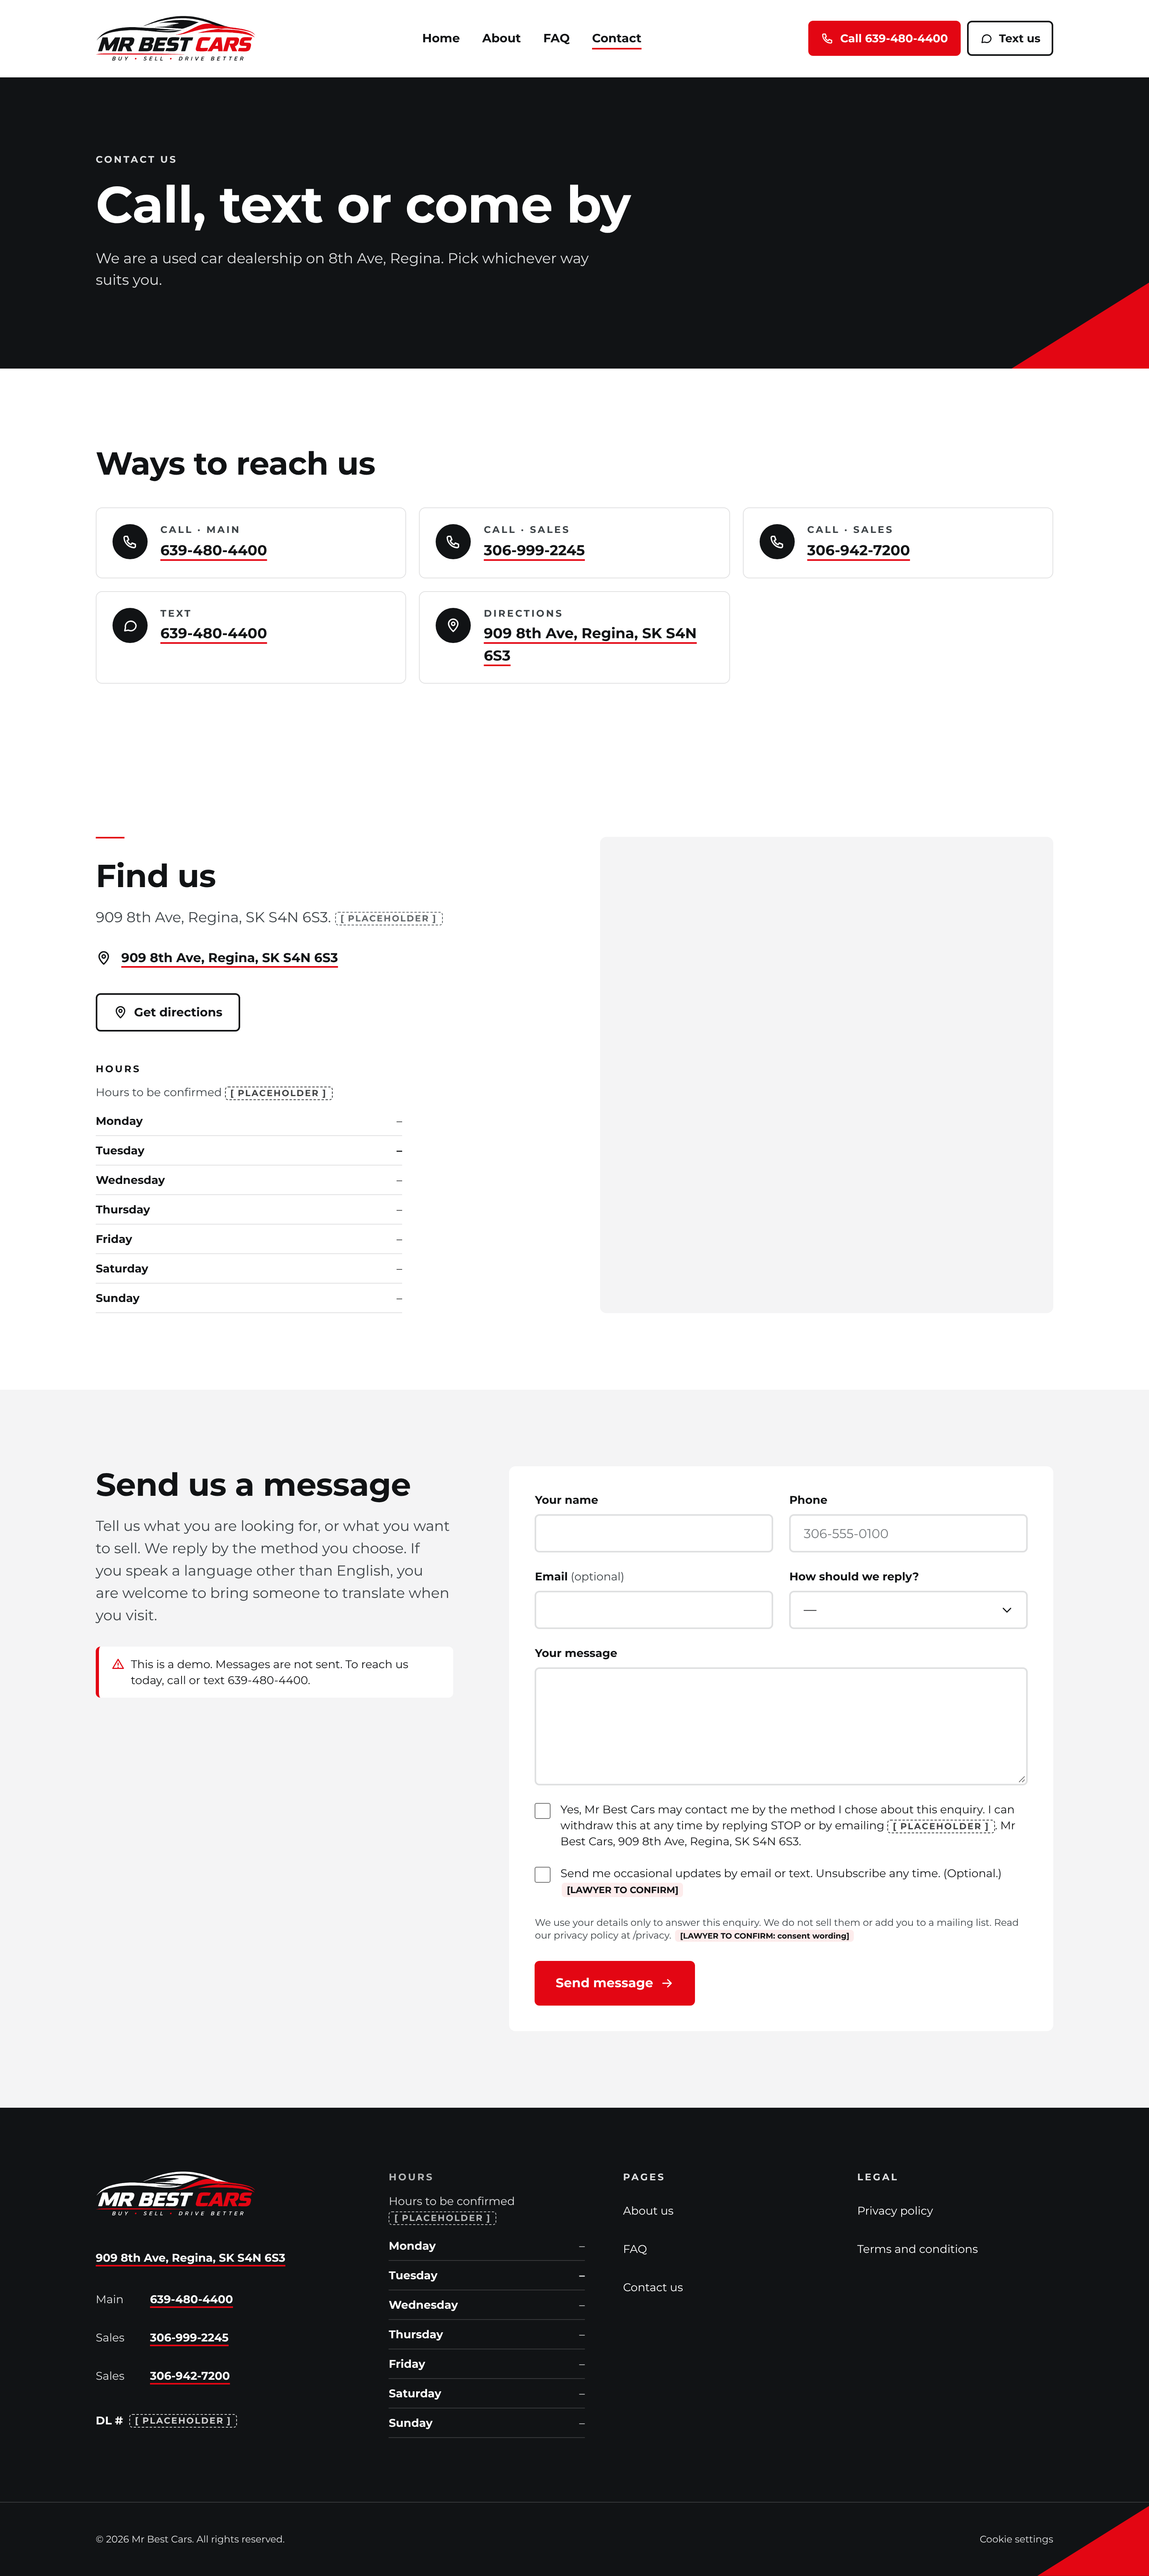 MR BEST CARS
BUY • SELL • DRIVE BETTER
Home
About
FAQ
Contact
Call 639-480-4400
Text us
CONTACT US
Call, text or come by
We are a used car dealership on 8th Ave, Regina. Pick whichever way
suits you.
Ways to reach us
CALL · MAIN
639-480-4400
CALL · SALES
306-999-2245
CALL · SALES
306-942-7200
TEXT
639-480-4400
DIRECTIONS
909 8th Ave, Regina, SK S4N
6S3
Find us
909 8th Ave, Regina, SK S4N 6S3. [ PLACEHOLDER ]
909 8th Ave, Regina, SK S4N 6S3
Get directions
HOURS
Hours to be confirmed [ PLACEHOLDER ]
Monday –
Tuesday –
Wednesday –
Thursday –
Friday –
Saturday –
Sunday –
Send us a message
Tell us what you are looking for, or what you want
to sell. We reply by the method you choose. If
you speak a language other than English, you
are welcome to bring someone to translate when
you visit.
This is a demo. Messages are not sent. To reach us
today, call or text 639-480-4400.
Your name
Phone
306-555-0100
Email (optional)
How should we reply?
—
Your message
Yes, Mr Best Cars may contact me by the method I chose about this enquiry. I can
withdraw this at any time by replying STOP or by emailing [ PLACEHOLDER ]. Mr
Best Cars, 909 8th Ave, Regina, SK S4N 6S3.
Send me occasional updates by email or text. Unsubscribe any time. (Optional.)
[LAWYER TO CONFIRM]
We use your details only to answer this enquiry. We do not sell them or add you to a mailing list. Read
our privacy policy at /privacy. [LAWYER TO CONFIRM: consent wording]
Send message
MR BEST CARS
BUY • SELL • DRIVE BETTER
909 8th Ave, Regina, SK S4N 6S3
Main 639-480-4400
Sales 306-999-2245
Sales 306-942-7200
DL # [ PLACEHOLDER ]
HOURS
Hours to be confirmed
[ PLACEHOLDER ]
Monday –
Tuesday –
Wednesday –
Thursday –
Friday –
Saturday –
Sunday –
PAGES
About us
FAQ
Contact us
LEGAL
Privacy policy
Terms and conditions
© 2026 Mr Best Cars. All rights reserved.
Cookie settings